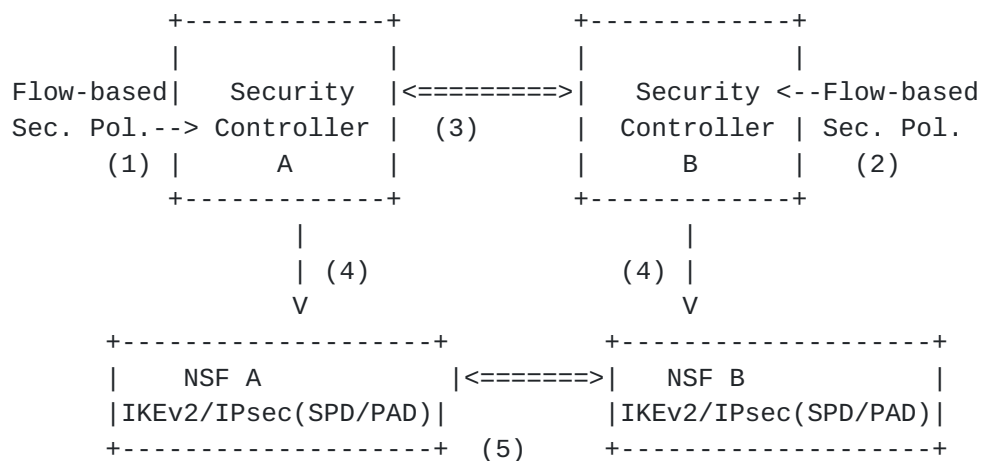 +-------------+ +-------------+
| | | |
Flow-based| Security |<=========>| Security <--Flow-based
Sec. Pol.--> Controller | (3) | Controller | Sec. Pol.
(1) | A | | B | (2)
+-------------+ +-------------+
| |
| (4) (4) |
V V
+--------------------+ +--------------------+
| NSF A |<=======>| NSF B |
|IKEv2/IPsec(SPD/PAD)| |IKEv2/IPsec(SPD/PAD)|
+--------------------+ (5) +--------------------+